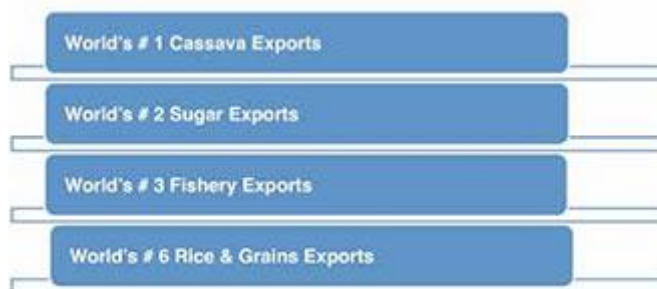 World's # 1 Cassava Exports
World's # 2 Sugar Exports
World's # 3 Fishery Exports
World's # 6 Rice & Grains Exports